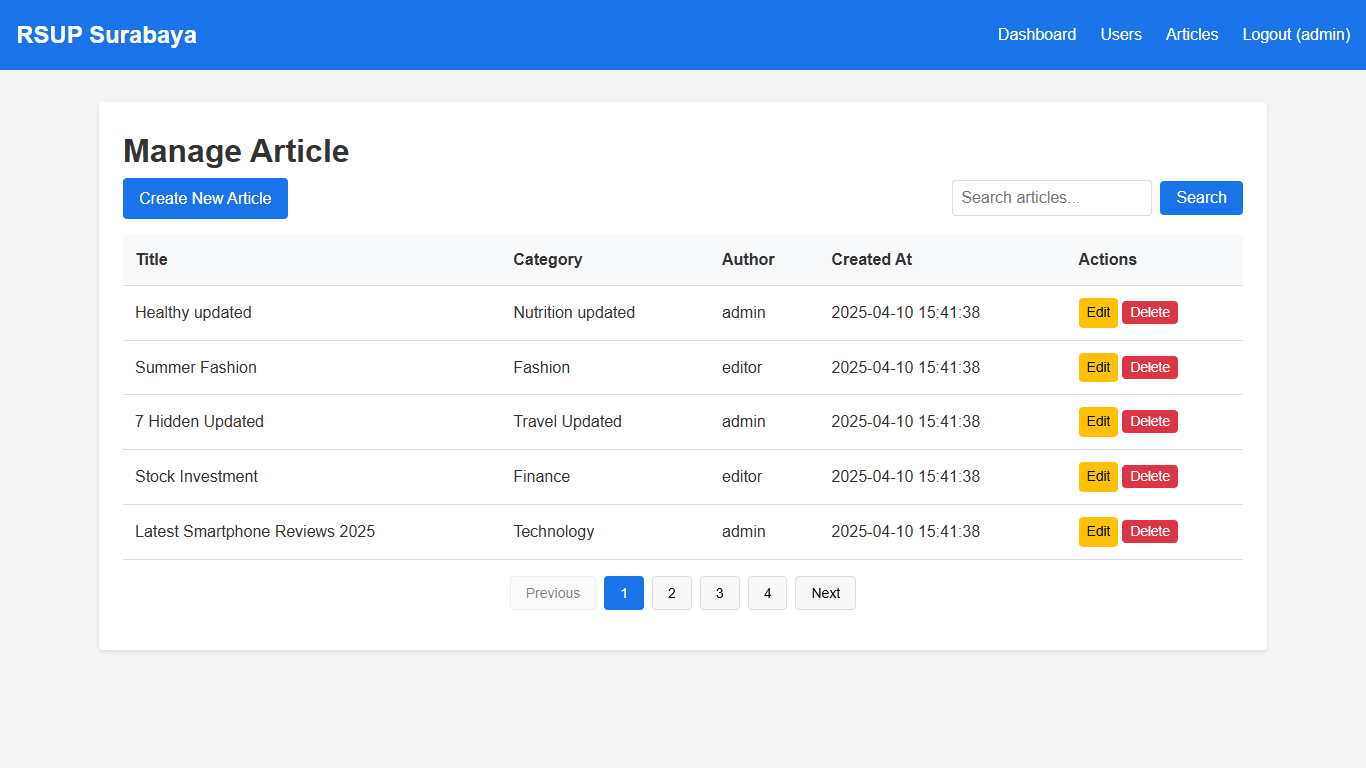 RSUP Surabaya Dashboard Users Articles Logout (admin)
Manage Article
Create New Article Search articles... Search
Title Category Author Created At Actions
Healthy updated Nutrition updated admin 2025-04-10 15:41:38 Edit Delete
Summer Fashion Fashion editor 2025-04-10 15:41:38 Edit Delete
7 Hidden Updated Travel Updated admin 2025-04-10 15:41:38 Edit Delete
Stock Investment Finance editor 2025-04-10 15:41:38 Edit Delete
Latest Smartphone Reviews 2025 Technology admin 2025-04-10 15:41:38 Edit Delete
Previous 1 2 3 4 Next